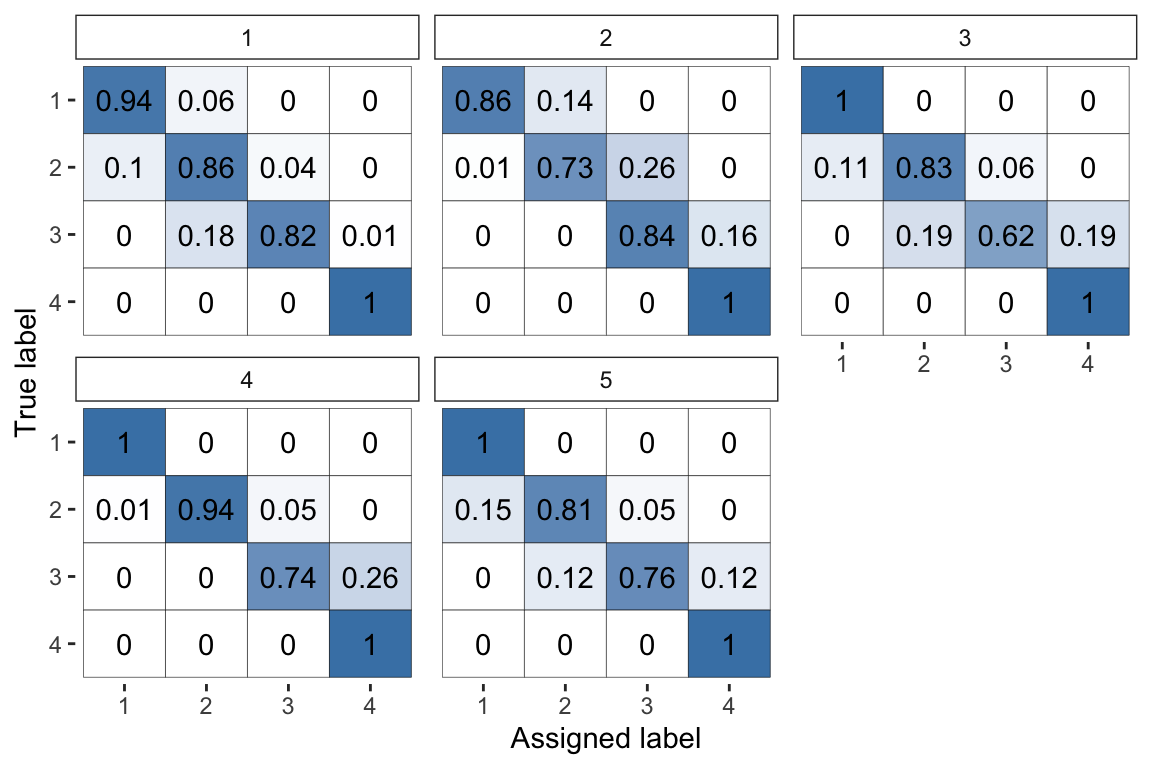 1 2 3
1 0.94 0.06 0 0 0.86 0.14 0 0 1 0 0 0
2 0.1 0.86 0.04 0 0.01 0.73 0.26 0 0.11 0.83 0.06 0
3 0 0.18 0.82 0.01 0 0 0.84 0.16 0 0.19 0.62 0.19
4 0 0 0 1 0 0 0 1 0 0 0 1
1 2 3 4
True label
4 5
1 1 0 0 0 1 0 0 0
2 0.01 0.94 0.05 0 0.15 0.81 0.05 0
3 0 0 0.74 0.26 0 0.12 0.76 0.12
4 0 0 0 1 0 0 0 1
1 2 3 4 1 2 3 4
Assigned label